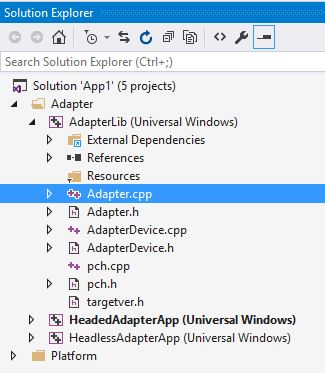 Solution Explorer
Search Solution Explorer (Ctrl+;)
Solution 'App1' (5 projects)
Adapter
AdapterLib (Universal Windows)
External Dependencies
References
Resources
Adapter.cpp
Adapter.h
AdapterDevice.cpp
AdapterDevice.h
pch.cpp
pch.h
targetver.h
HeadedAdapterApp (Universal Windows)
HeadlessAdapterApp (Universal Windows)
Platform